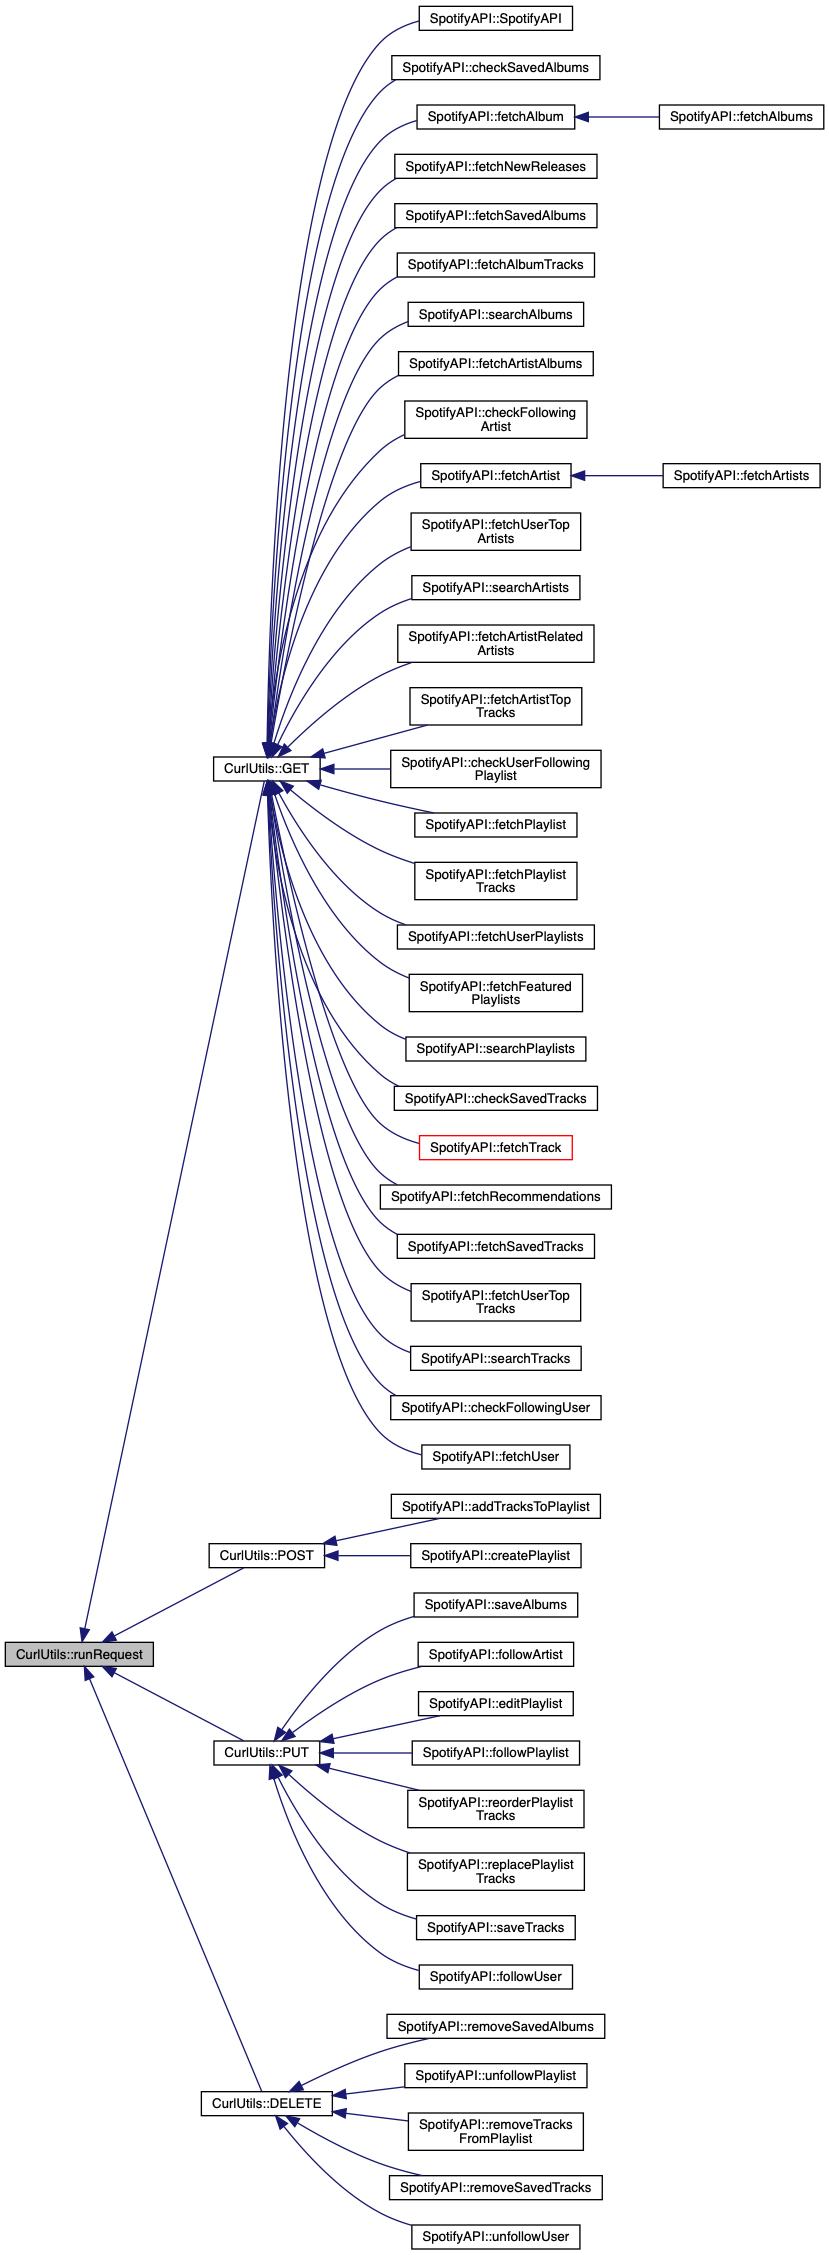 SpotifyAPI::SpotifyAPI
SpotifyAPI::checkSavedAlbums
SpotifyAPI::fetchAlbum
SpotifyAPI::fetchAlbums
SpotifyAPI::fetchNewReleases
SpotifyAPI::fetchSavedAlbums
SpotifyAPI::fetchAlbumTracks
SpotifyAPI::searchAlbums
SpotifyAPI::fetchArtistAlbums
SpotifyAPI::checkFollowing
Artist
SpotifyAPI::fetchArtist
SpotifyAPI::fetchArtists
SpotifyAPI::fetchUserTop
Artists
SpotifyAPI::searchArtists
SpotifyAPI::fetchArtistRelated
Artists
SpotifyAPI::fetchArtistTop
Tracks
CurlUtils::GET
SpotifyAPI::checkUserFollowing
Playlist
SpotifyAPI::fetchPlaylist
SpotifyAPI::fetchPlaylist
Tracks
SpotifyAPI::fetchUserPlaylists
SpotifyAPI::fetchFeatured
Playlists
SpotifyAPI::searchPlaylists
SpotifyAPI::checkSavedTracks
SpotifyAPI::fetchTrack
SpotifyAPI::fetchRecommendations
SpotifyAPI::fetchSavedTracks
SpotifyAPI::fetchUserTop
Tracks
SpotifyAPI::searchTracks
SpotifyAPI::checkFollowingUser
SpotifyAPI::fetchUser
SpotifyAPI::addTracksToPlaylist
CurlUtils::POST
SpotifyAPI::createPlaylist
SpotifyAPI::saveAlbums
CurlUtils::runRequest
SpotifyAPI::followArtist
SpotifyAPI::editPlaylist
CurlUtils::PUT
SpotifyAPI::followPlaylist
SpotifyAPI::reorderPlaylist
Tracks
SpotifyAPI::replacePlaylist
Tracks
SpotifyAPI::saveTracks
SpotifyAPI::followUser
SpotifyAPI::removeSavedAlbums
SpotifyAPI::unfollowPlaylist
CurlUtils::DELETE
SpotifyAPI::removeTracks
FromPlaylist
SpotifyAPI::removeSavedTracks
SpotifyAPI::unfollowUser